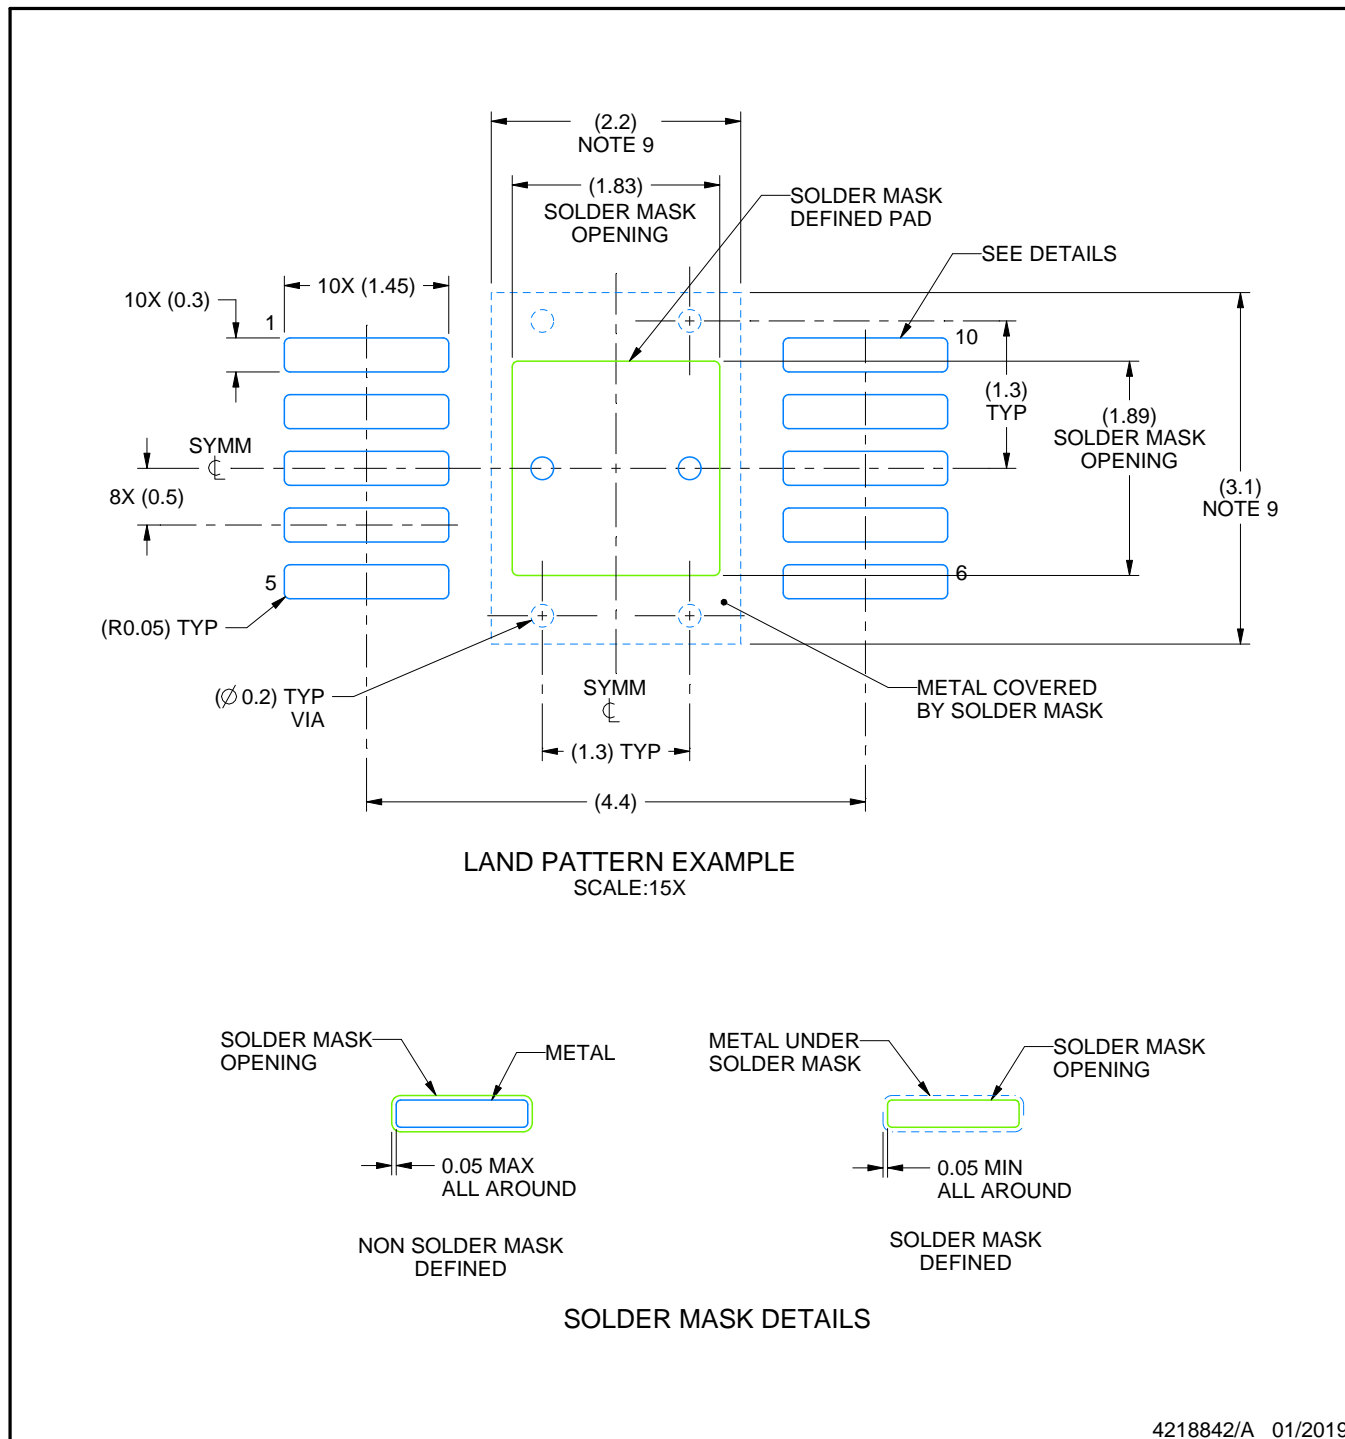 (2.2)
NOTE 9
(1.83)
SOLDER MASK
OPENING
SOLDER MASK
DEFINED PAD
SEE DETAILS
10X (1.45)
10X (0.3)
1
10
(1.3)
TYP
(1.89)
SOLDER MASK
OPENING
SYMM
℄
8X (0.5)
(3.1)
NOTE 9
5
6
(R0.05) TYP
(∅ 0.2) TYP
VIA
SYMM
℄
METAL COVERED
BY SOLDER MASK
(1.3) TYP
(4.4)
LAND PATTERN EXAMPLE
SCALE:15X
SOLDER MASK
OPENING
METAL
METAL UNDER
SOLDER MASK
SOLDER MASK
OPENING
0.05 MAX
ALL AROUND
0.05 MIN
ALL AROUND
NON SOLDER MASK
DEFINED
SOLDER MASK
DEFINED
SOLDER MASK DETAILS
4218842/A 01/2019